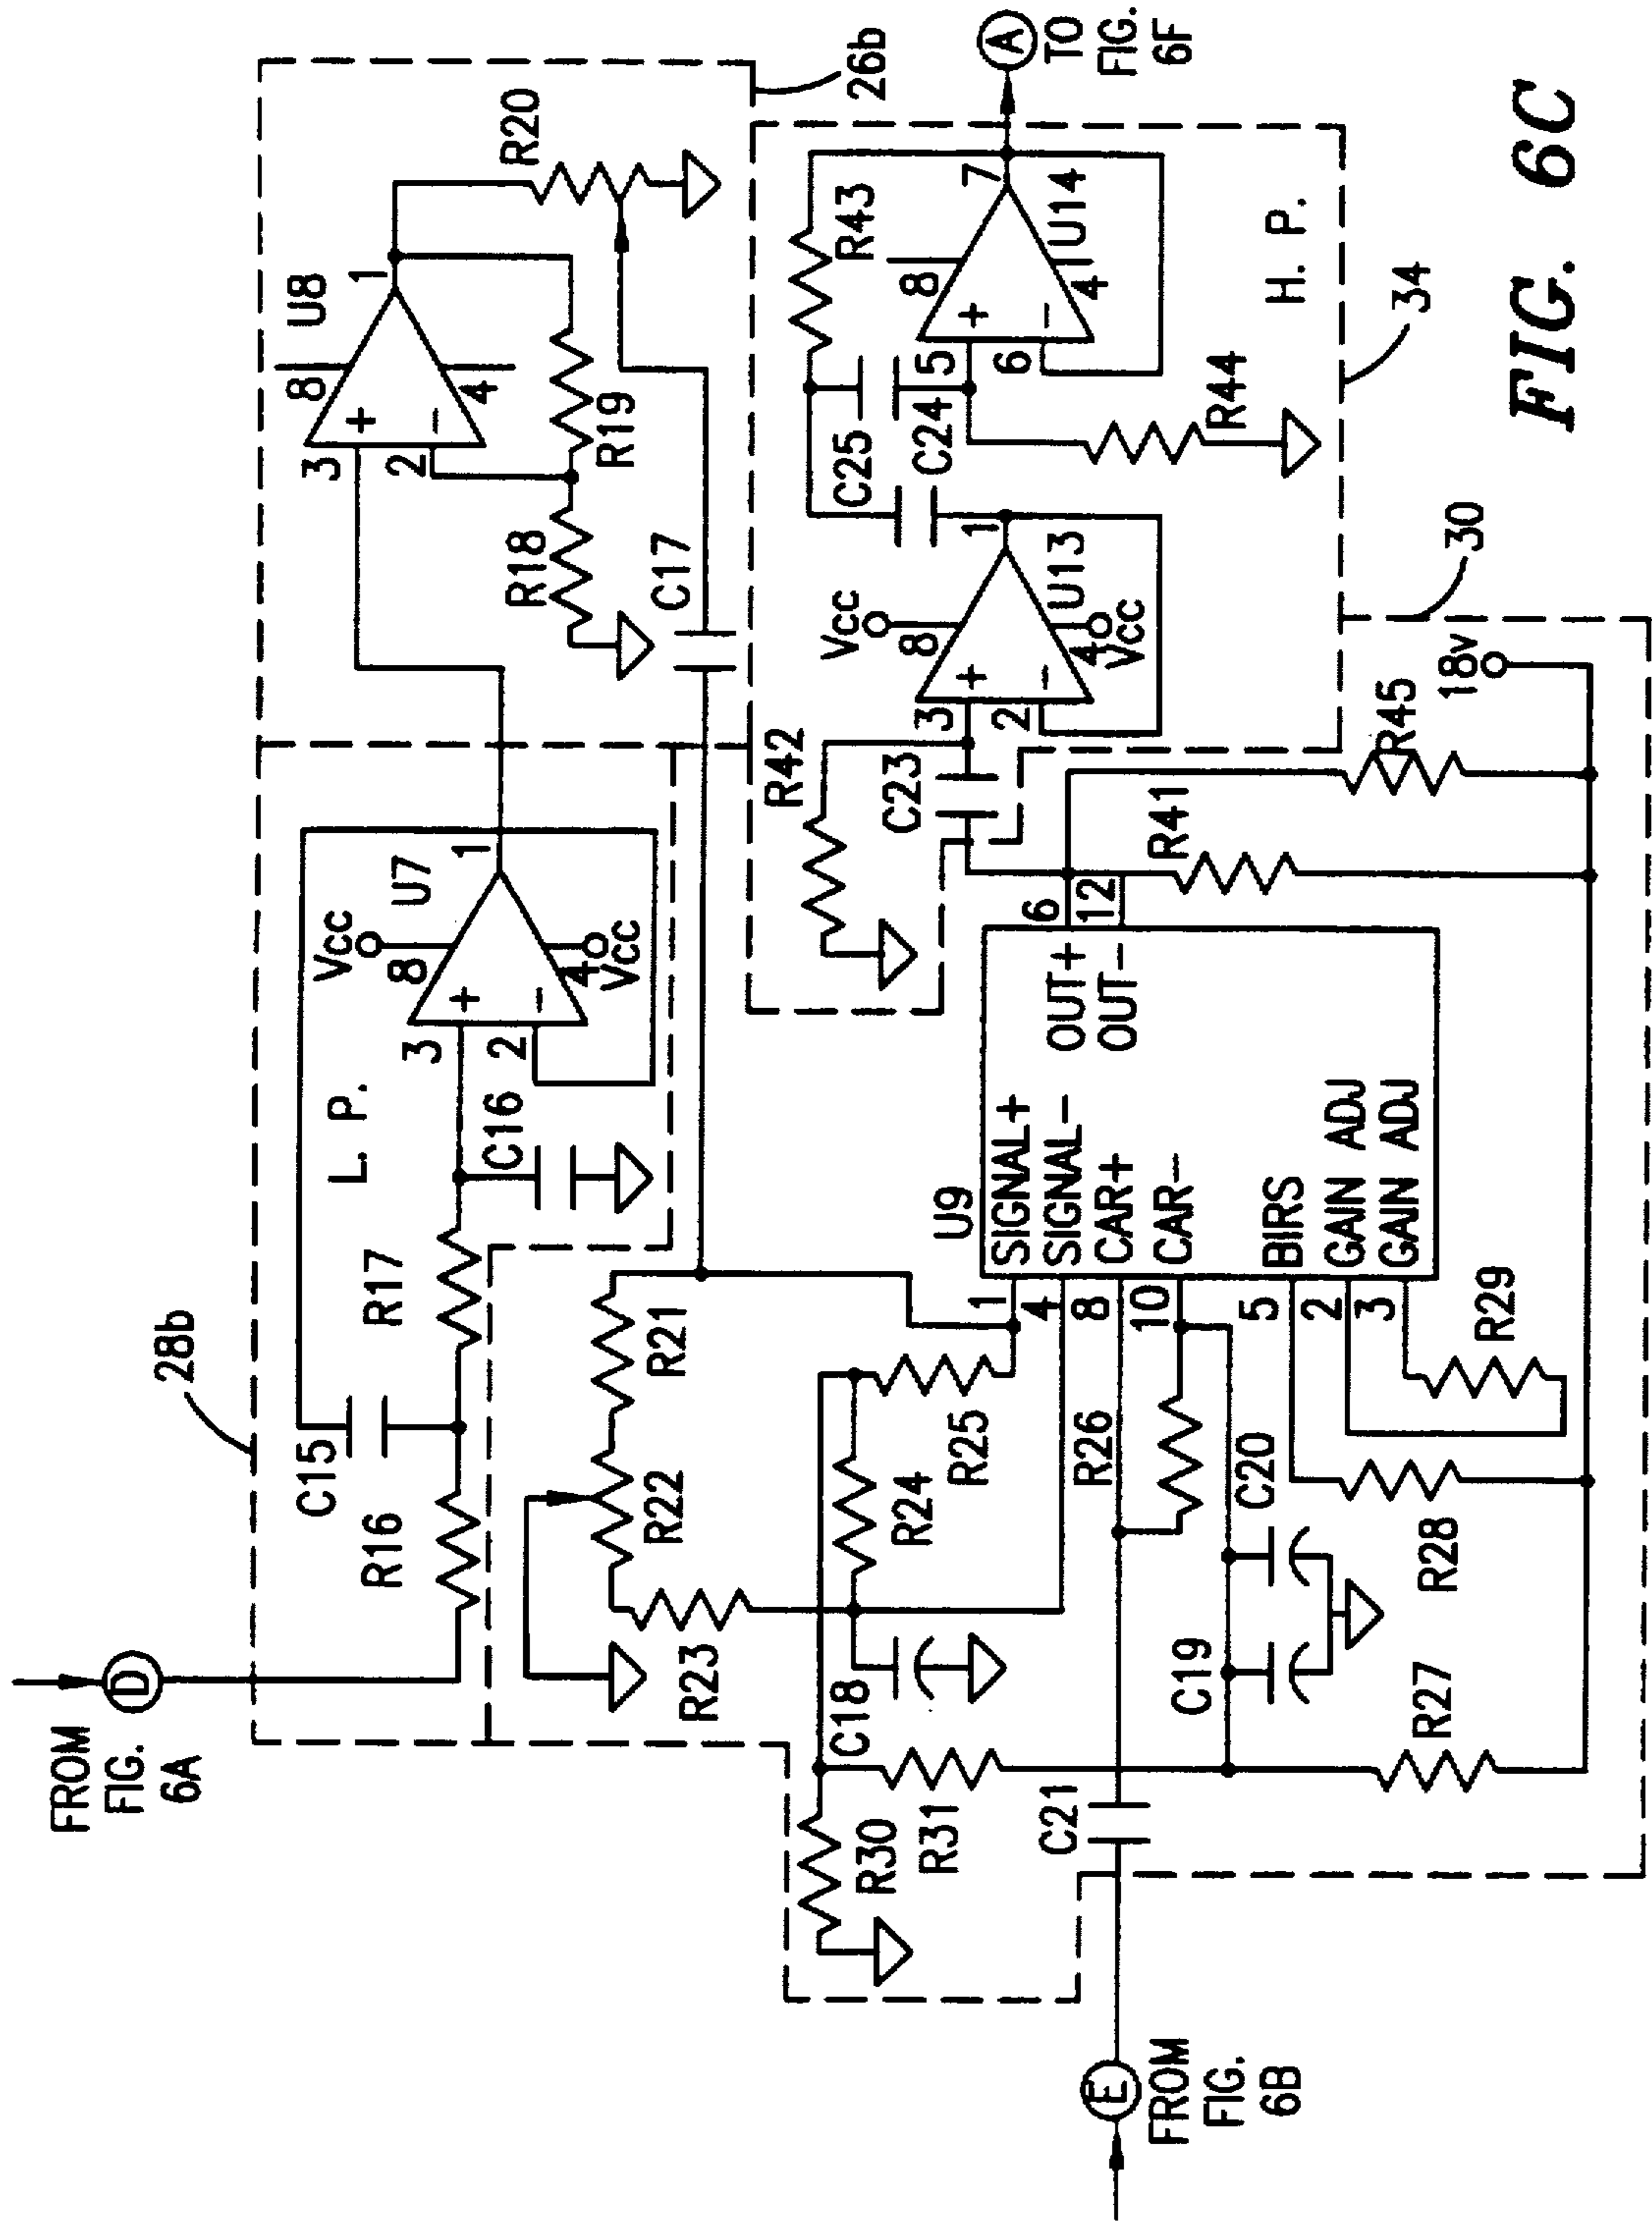 FROM
FIG.
6A
D
28b
R16
C15
R17
L. P.
C16
3
2
Vcc
8
U7
1
4
Vcc
3
2
8
U8
1
4
R18
R19
R20
26b
C17
R21
R22
R23
R24
R25
C18
R30
R31
C21
E
FROM
FIG.
6B
R26
C19
C20
R27
R28
R29
U9
1
4
8
10
5
2
3
SIGNAL+
SIGNAL-
CAR+
CAR-
BIRS
GAIN ADJ
GAIN ADJ
OUT+
OUT-
6
12
R41
R45
18v
30
R42
C23
3
2
Vcc
8
U13
1
4
Vcc
C25
C24
R43
R44
5
6
8
7
U14
4
H. P.
34
A
TO
FIG.
6F
FIG. 6C